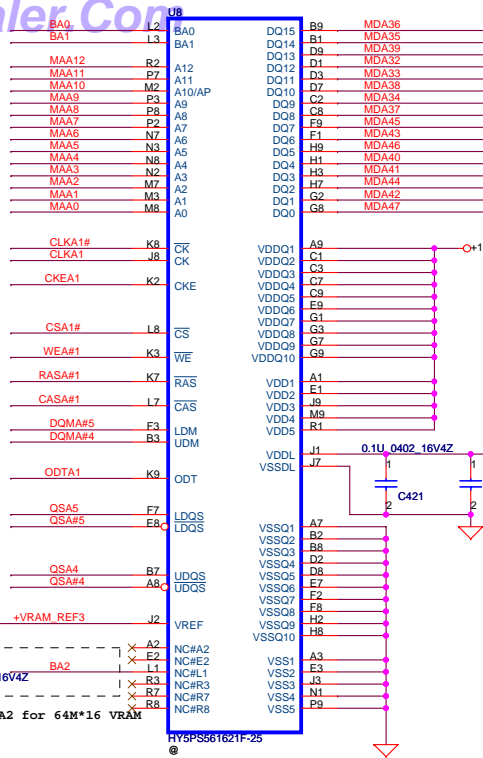 U8
BA0 L2 BA0 DQ15 B9 MDA36
BA1 L3 BA1 DQ14 B1 MDA35
DQ13 D9 MDA39
MAA12 R2 A12 DQ12 D1 MDA32
MAA11 P7 A11 DQ11 D3 MDA33
MAA10 M2 A10/AP DQ10 D7 MDA38
MAA9 P3 A9 DQ9 C2 MDA34
MAA8 P8 A8 DQ8 C8 MDA37
MAA7 P2 A7 DQ7 F9 MDA45
MAA6 N7 A6 DQ6 F1 MDA43
MAA5 N3 A5 DQ5 H9 MDA46
MAA4 N8 A4 DQ4 H1 MDA40
MAA3 N2 A3 DQ3 H3 MDA41
MAA2 M7 A2 DQ2 H7 MDA44
MAA1 M3 A1 DQ1 G2 MDA42
MAA0 M8 A0 DQ0 G8 MDA47
CLKA1# K8 CK VDDQ1 A9 +1
CLKA1 J8 CK VDDQ2 C1
VDDQ3 C3
CKEA1 K2 CKE VDDQ4 C7
VDDQ5 C9
VDDQ6 E9
VDDQ7 G1
CSA1# L8 CS VDDQ8 G3
VDDQ9 G7
WEA#1 K3 WE VDDQ10 G9
RASA#1 K7 RAS VDD1 A1
VDD2 E1
CASA#1 L7 CAS VDD3 J9
VDD4 M9
DQMA#5 F3 LDM VDD5 R1
DQMA#4 B3 UDM
VDDL J1 0.1U_0402_16V4Z
VSSDL J7 1 1
ODTA1 K9 ODT
C421
2 2
QSA5 F7 LDQS
QSA#5 E8 LDQS VSSQ1 A7
VSSQ2 B2
VSSQ3 B8
VSSQ4 D2
QSA4 B7 UDQS VSSQ5 D8
QSA#4 A8 UDQS VSSQ6 E7
VSSQ7 F2
VSSQ8 F8
+VRAM_REF3 J2 VREF VSSQ9 H2
VSSQ10 H8
A2 NC#A2
E2 NC#E2 VSS1 A3
BA2 L1 NC#L1 VSS2 E3
16V4Z R3 NC#R3 VSS3 J3
R7 NC#R7 VSS4 N1
R8 NC#R8 VSS5 P9
A2 for 64M*16 VRAM
HY5PS561621F-25
@